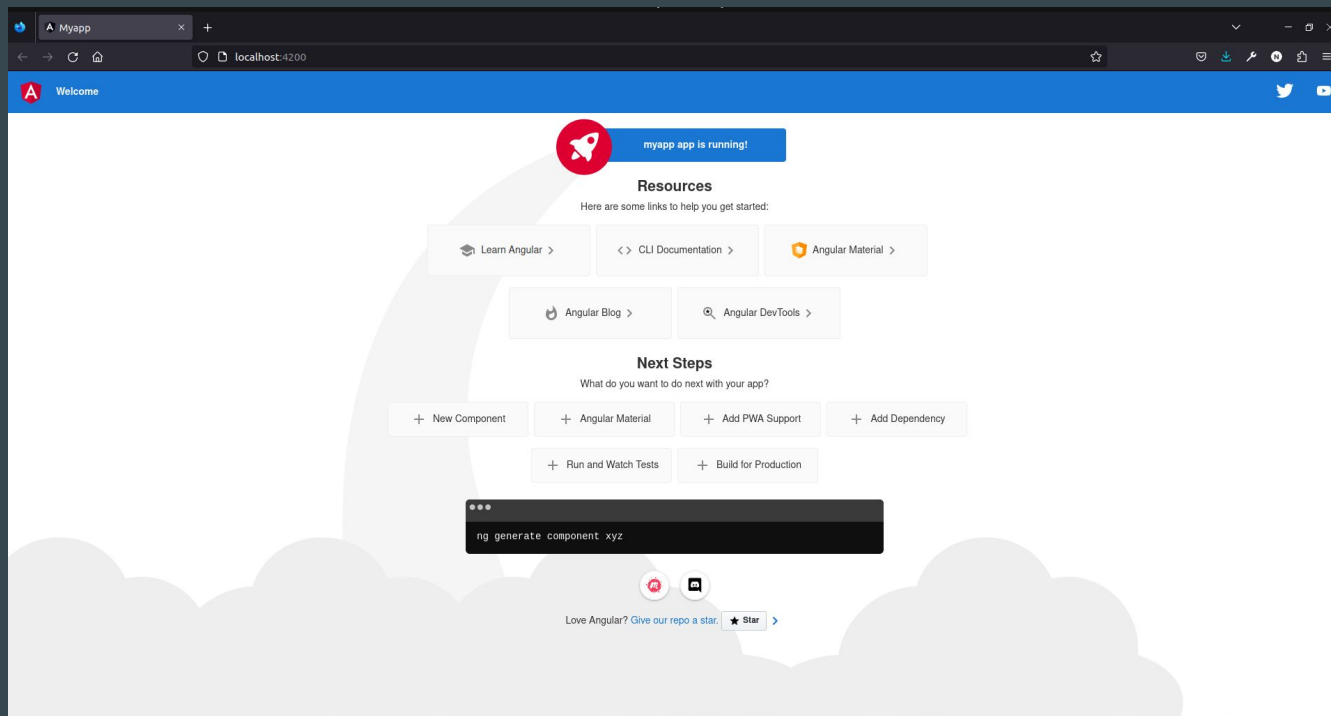 Myapp
localhost:4200
Welcome
myapp app is running!
Resources
Here are some links to help you get started:
Learn Angular
CLI Documentation
Angular Material
Angular Blog
Angular DevTools
Next Steps
What do you want to do next with your app?
New Component
Angular Material
Add PWA Support
Add Dependency
Run and Watch Tests
Build for Production
ng generate component xyz
Love Angular? Give our repo a star. Star